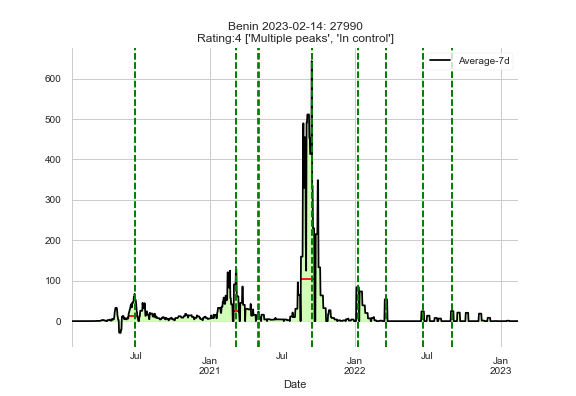 Benin 2023-02-14: 27990
Rating:4 ['Multiple peaks', 'In control']
Average-7d
600
500
400
300
200
100
0
Jul
Jan
2021
Jul
Jan
2022
Jul
Jan
2023
Date